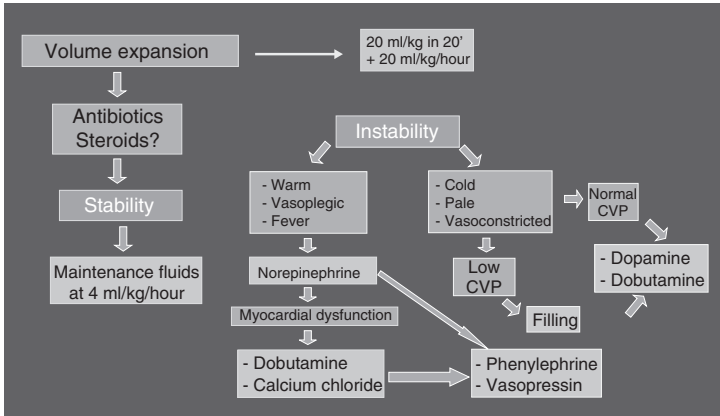 Volume expansion
20 ml/kg in 20'
+ 20 ml/kg/hour
Antibiotics
Steroids?
Stability
Maintenance fluids
at 4 ml/kg/hour
Instability
- Warm
- Vasoplegic
- Fever
Norepinephrine
Myocardial dysfunction
- Dobutamine
- Calcium chloride
- Cold
- Pale
- Vasoconstricted
Normal
CVP
Low
CVP
Filling
- Dopamine
- Dobutamine
- Phenylephrine
- Vasopressin